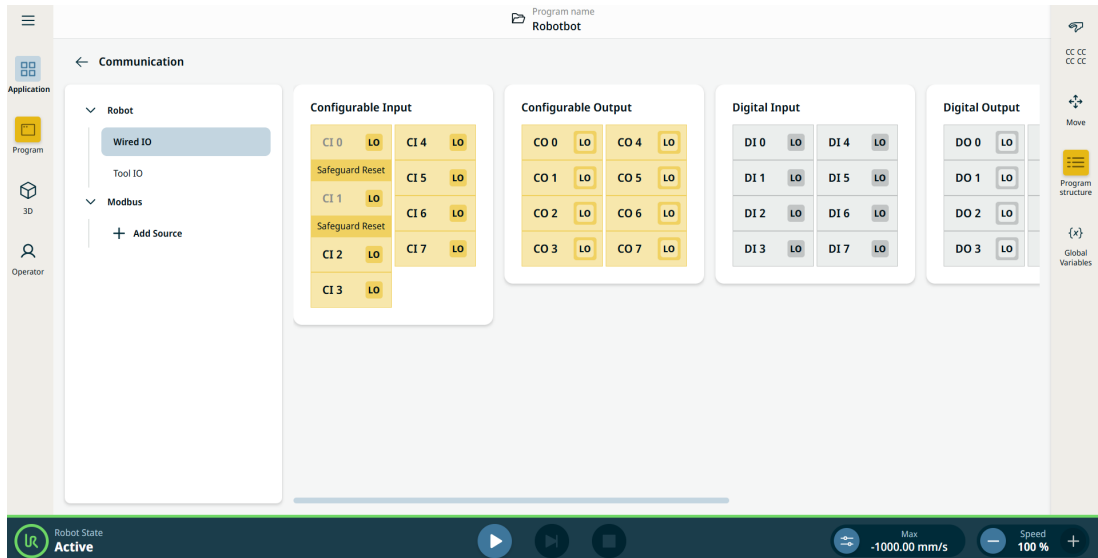 Program name
Robotbot
Application
Program
3D
Operator
Communication
Robot
Wired IO
Tool IO
Modbus
+ Add Source
Configurable Input
CI 0 LO CI 4 LO
Safeguard Reset
CI 5 LO
CI 1 LO
CI 6 LO
Safeguard Reset
CI 2 LO CI 7 LO
CI 3 LO
Configurable Output
CO 0 LO CO 4 LO
CO 1 LO CO 5 LO
CO 2 LO CO 6 LO
CO 3 LO CO 7 LO
Digital Input
DI 0 LO DI 4 LO
DI 1 LO DI 5 LO
DI 2 LO DI 6 LO
DI 3 LO DI 7 LO
Digital Output
DO 0 LO
DO 1 LO
DO 2 LO
DO 3 LO
CC CC
CC CC
Move
Program
structure
{x}
Global
Variables
UR
Robot State
Active
Max
-1000.00 mm/s
Speed
100 %